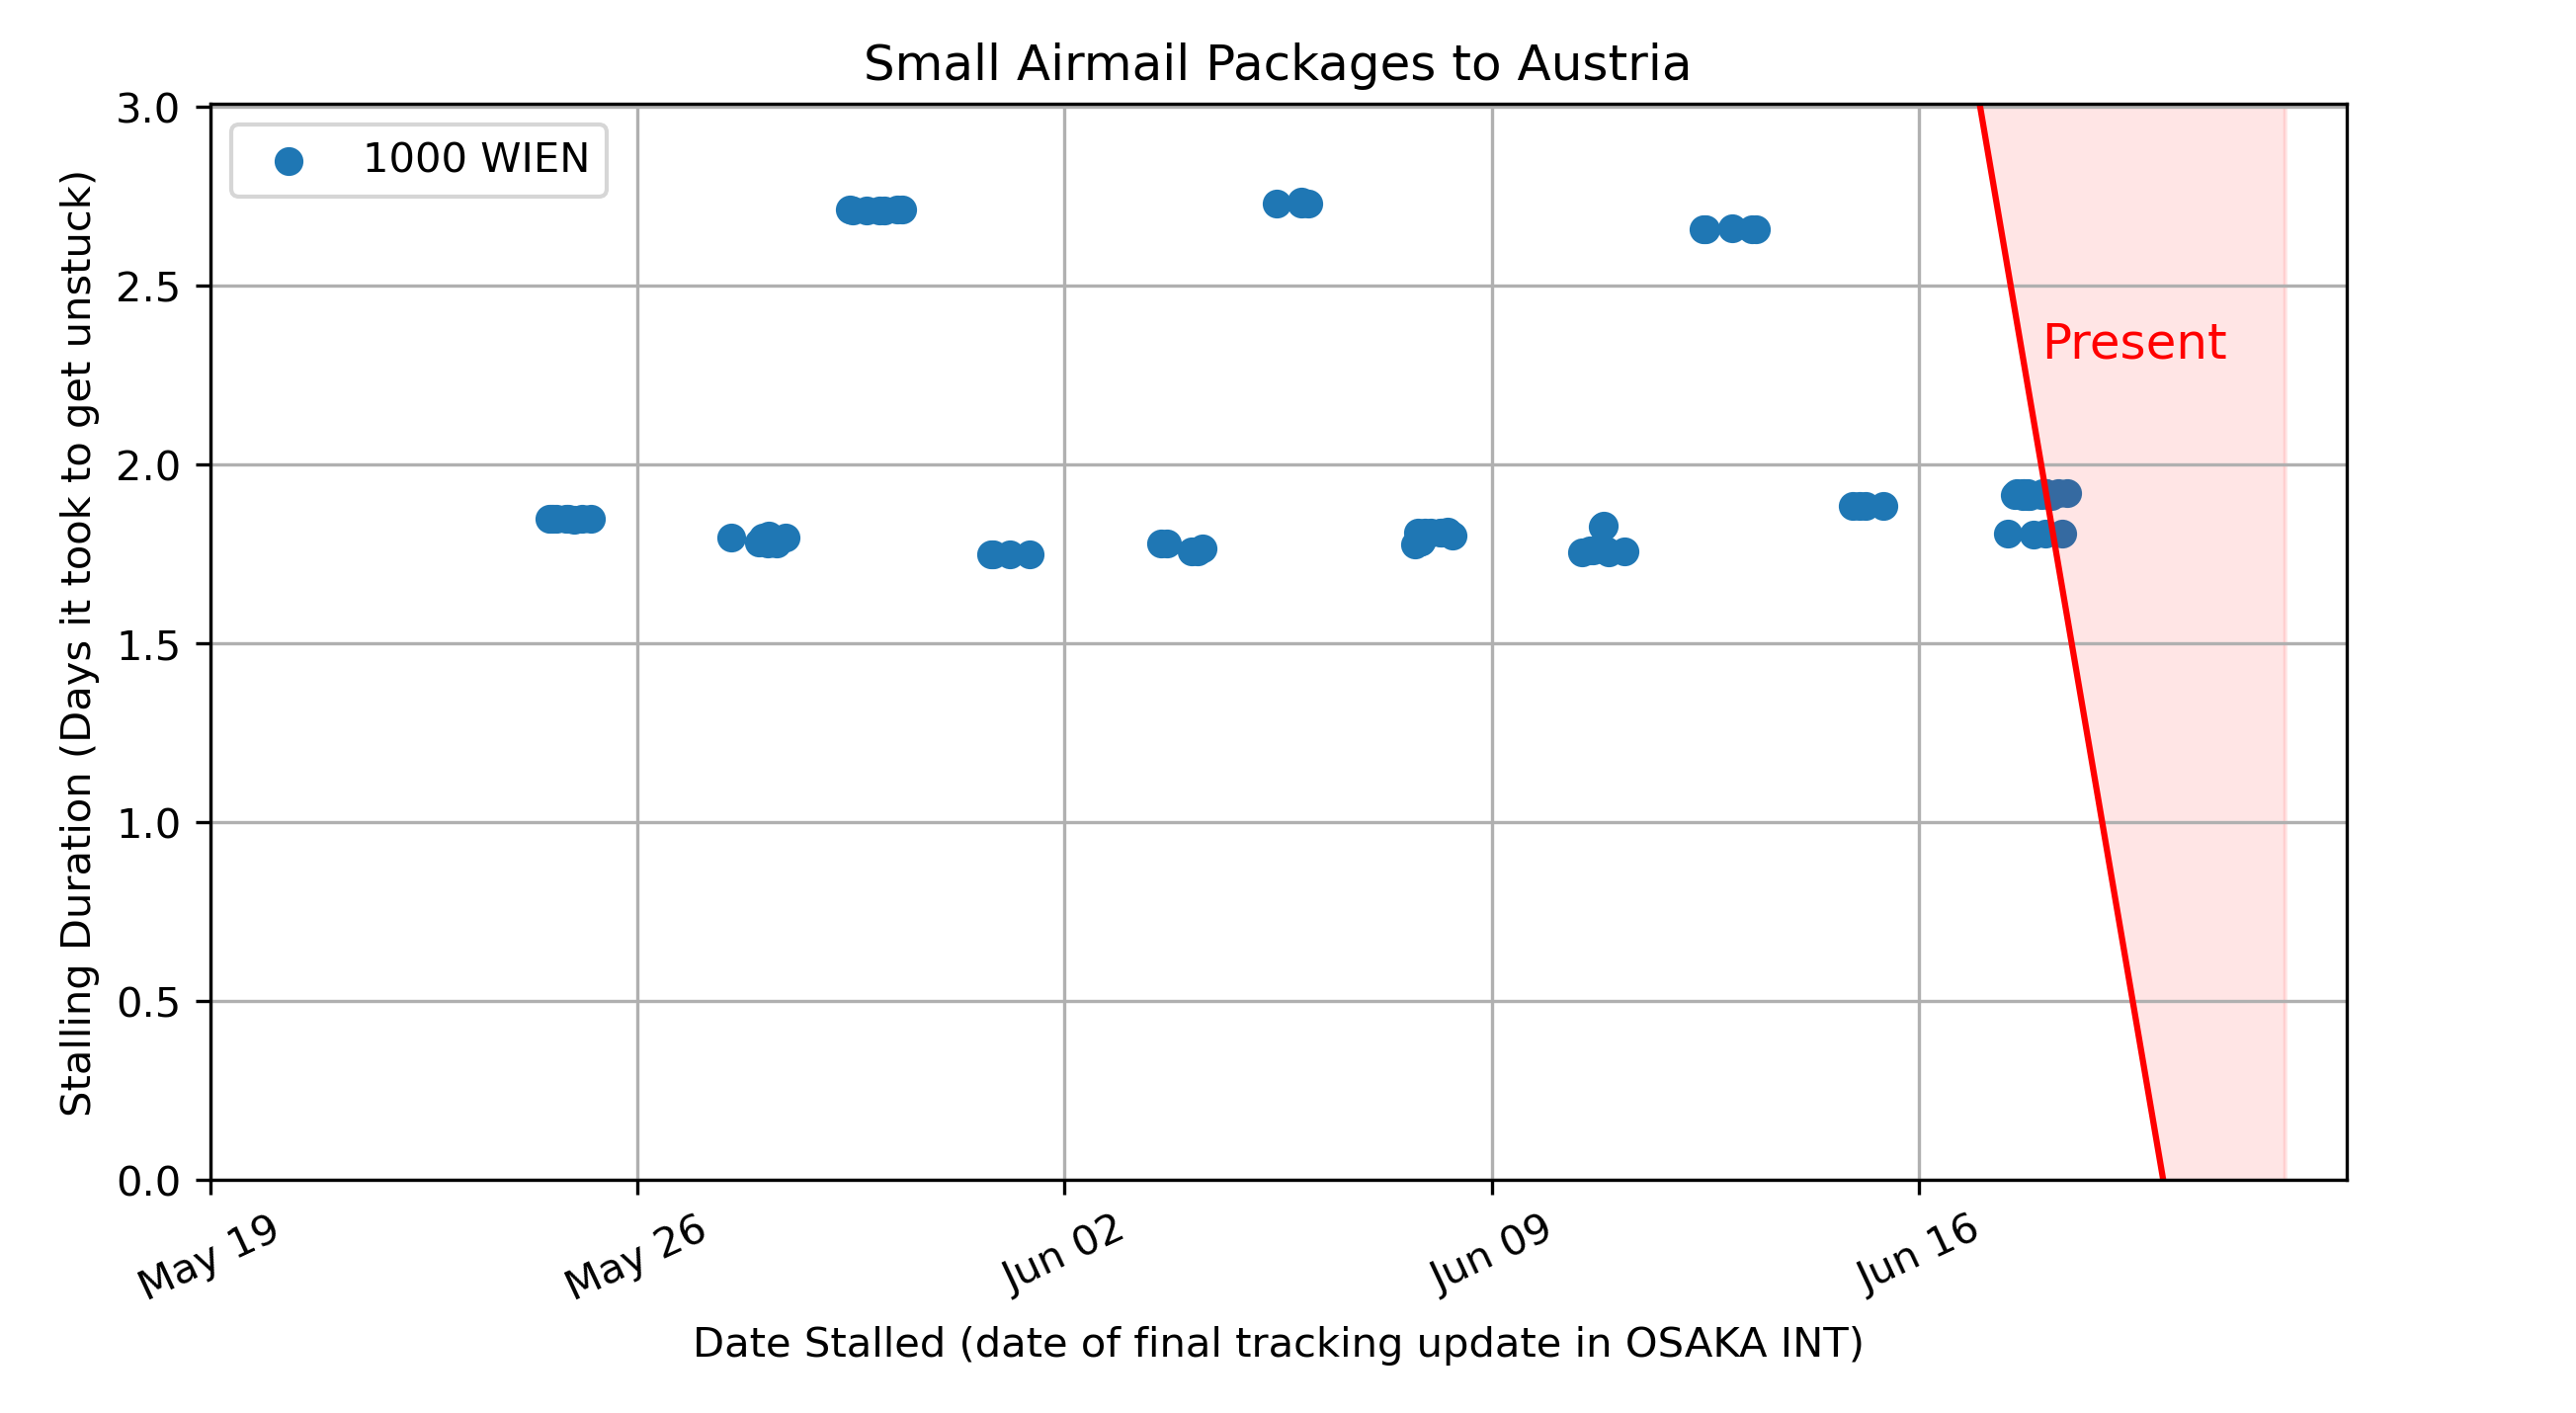 Small Airmail Packages to Austria
1000 WIEN
Present
Stalling Duration (Days it took to get unstuck)
3.0
2.5
2.0
1.5
1.0
0.5
0.0
May 19
May 26
Jun 02
Jun 09
Jun 16
Date Stalled (date of final tracking update in OSAKA INT)